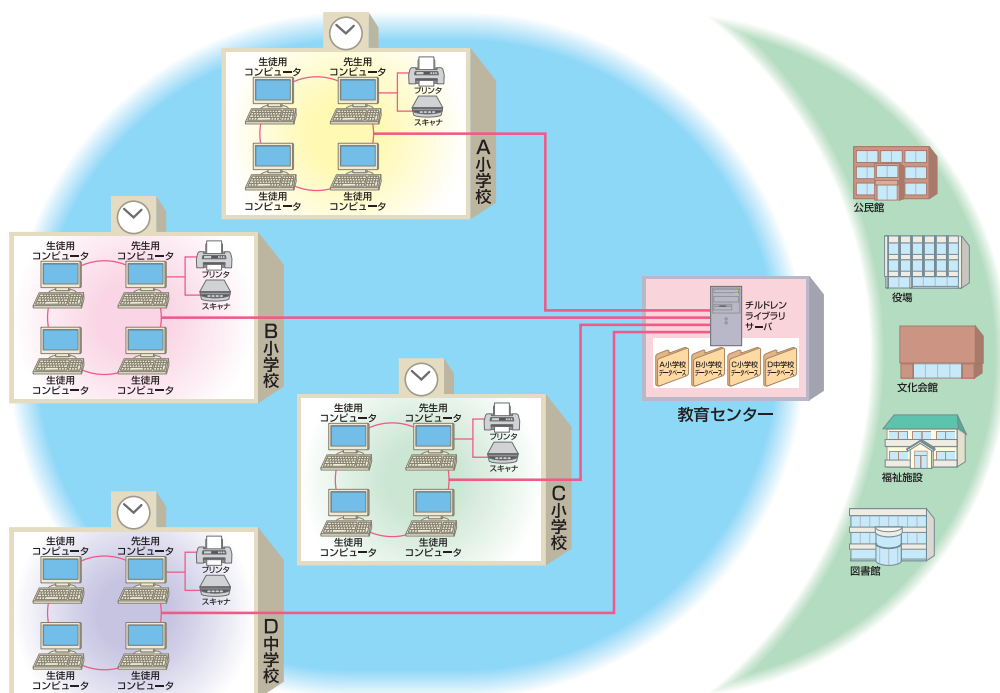 生徒用
コンピュータ
先生用
コンピュータ
プリンタ
スキャナ
生徒用
コンピュータ
生徒用
コンピュータ
A小学校
生徒用
コンピュータ
先生用
コンピュータ
プリンタ
スキャナ
生徒用
コンピュータ
生徒用
コンピュータ
B小学校
生徒用
コンピュータ
先生用
コンピュータ
プリンタ
スキャナ
生徒用
コンピュータ
生徒用
コンピュータ
C小学校
生徒用
コンピュータ
先生用
コンピュータ
プリンタ
スキャナ
生徒用
コンピュータ
生徒用
コンピュータ
D中学校
チルドレン
ライブラリ
サーバ
A小学校
データベース
B小学校
データベース
C小学校
データベース
D中学校
データベース
教育センター
公民館
役場
文化会館
福祉施設
図書館